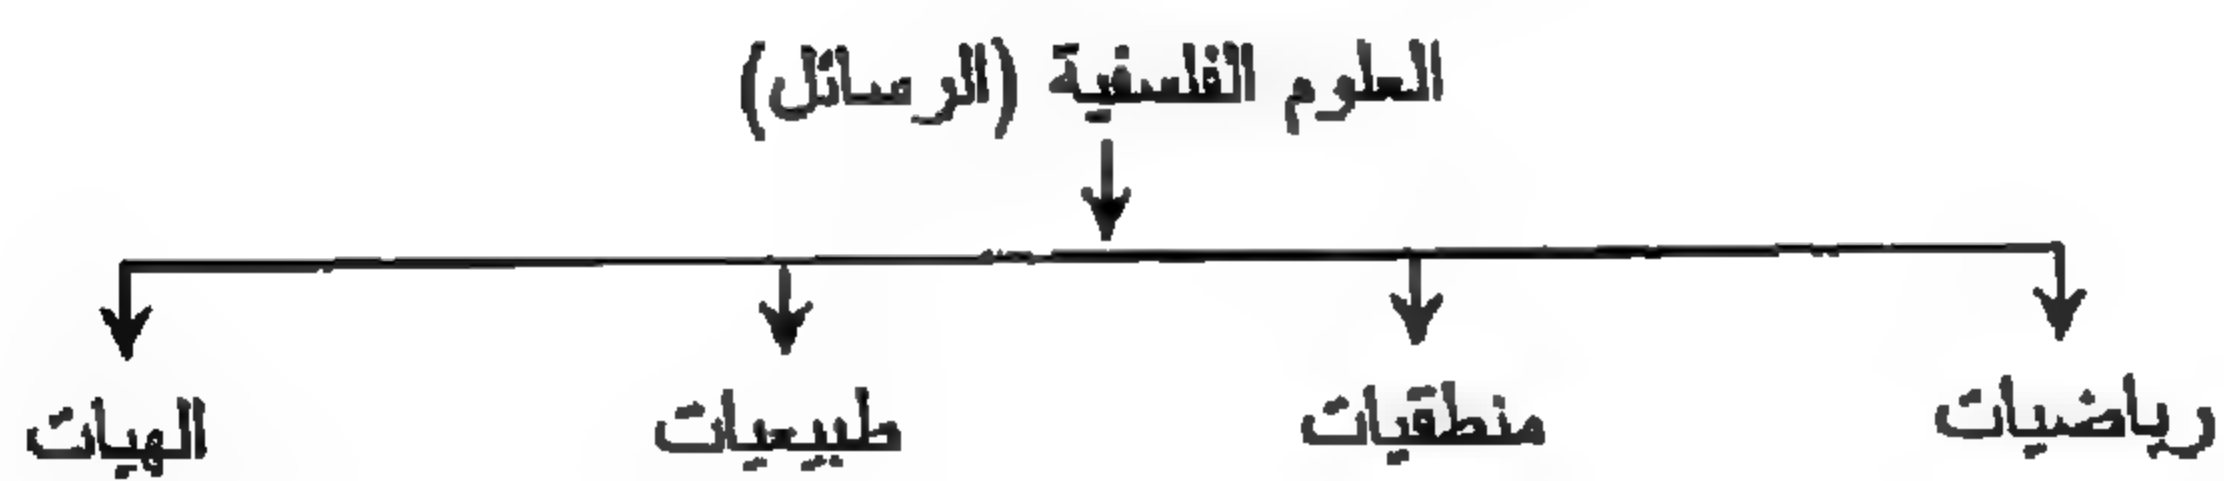 العلوم الفلسفية (الرسائل)
رياضيات منطقيات طبيعيات الهيات